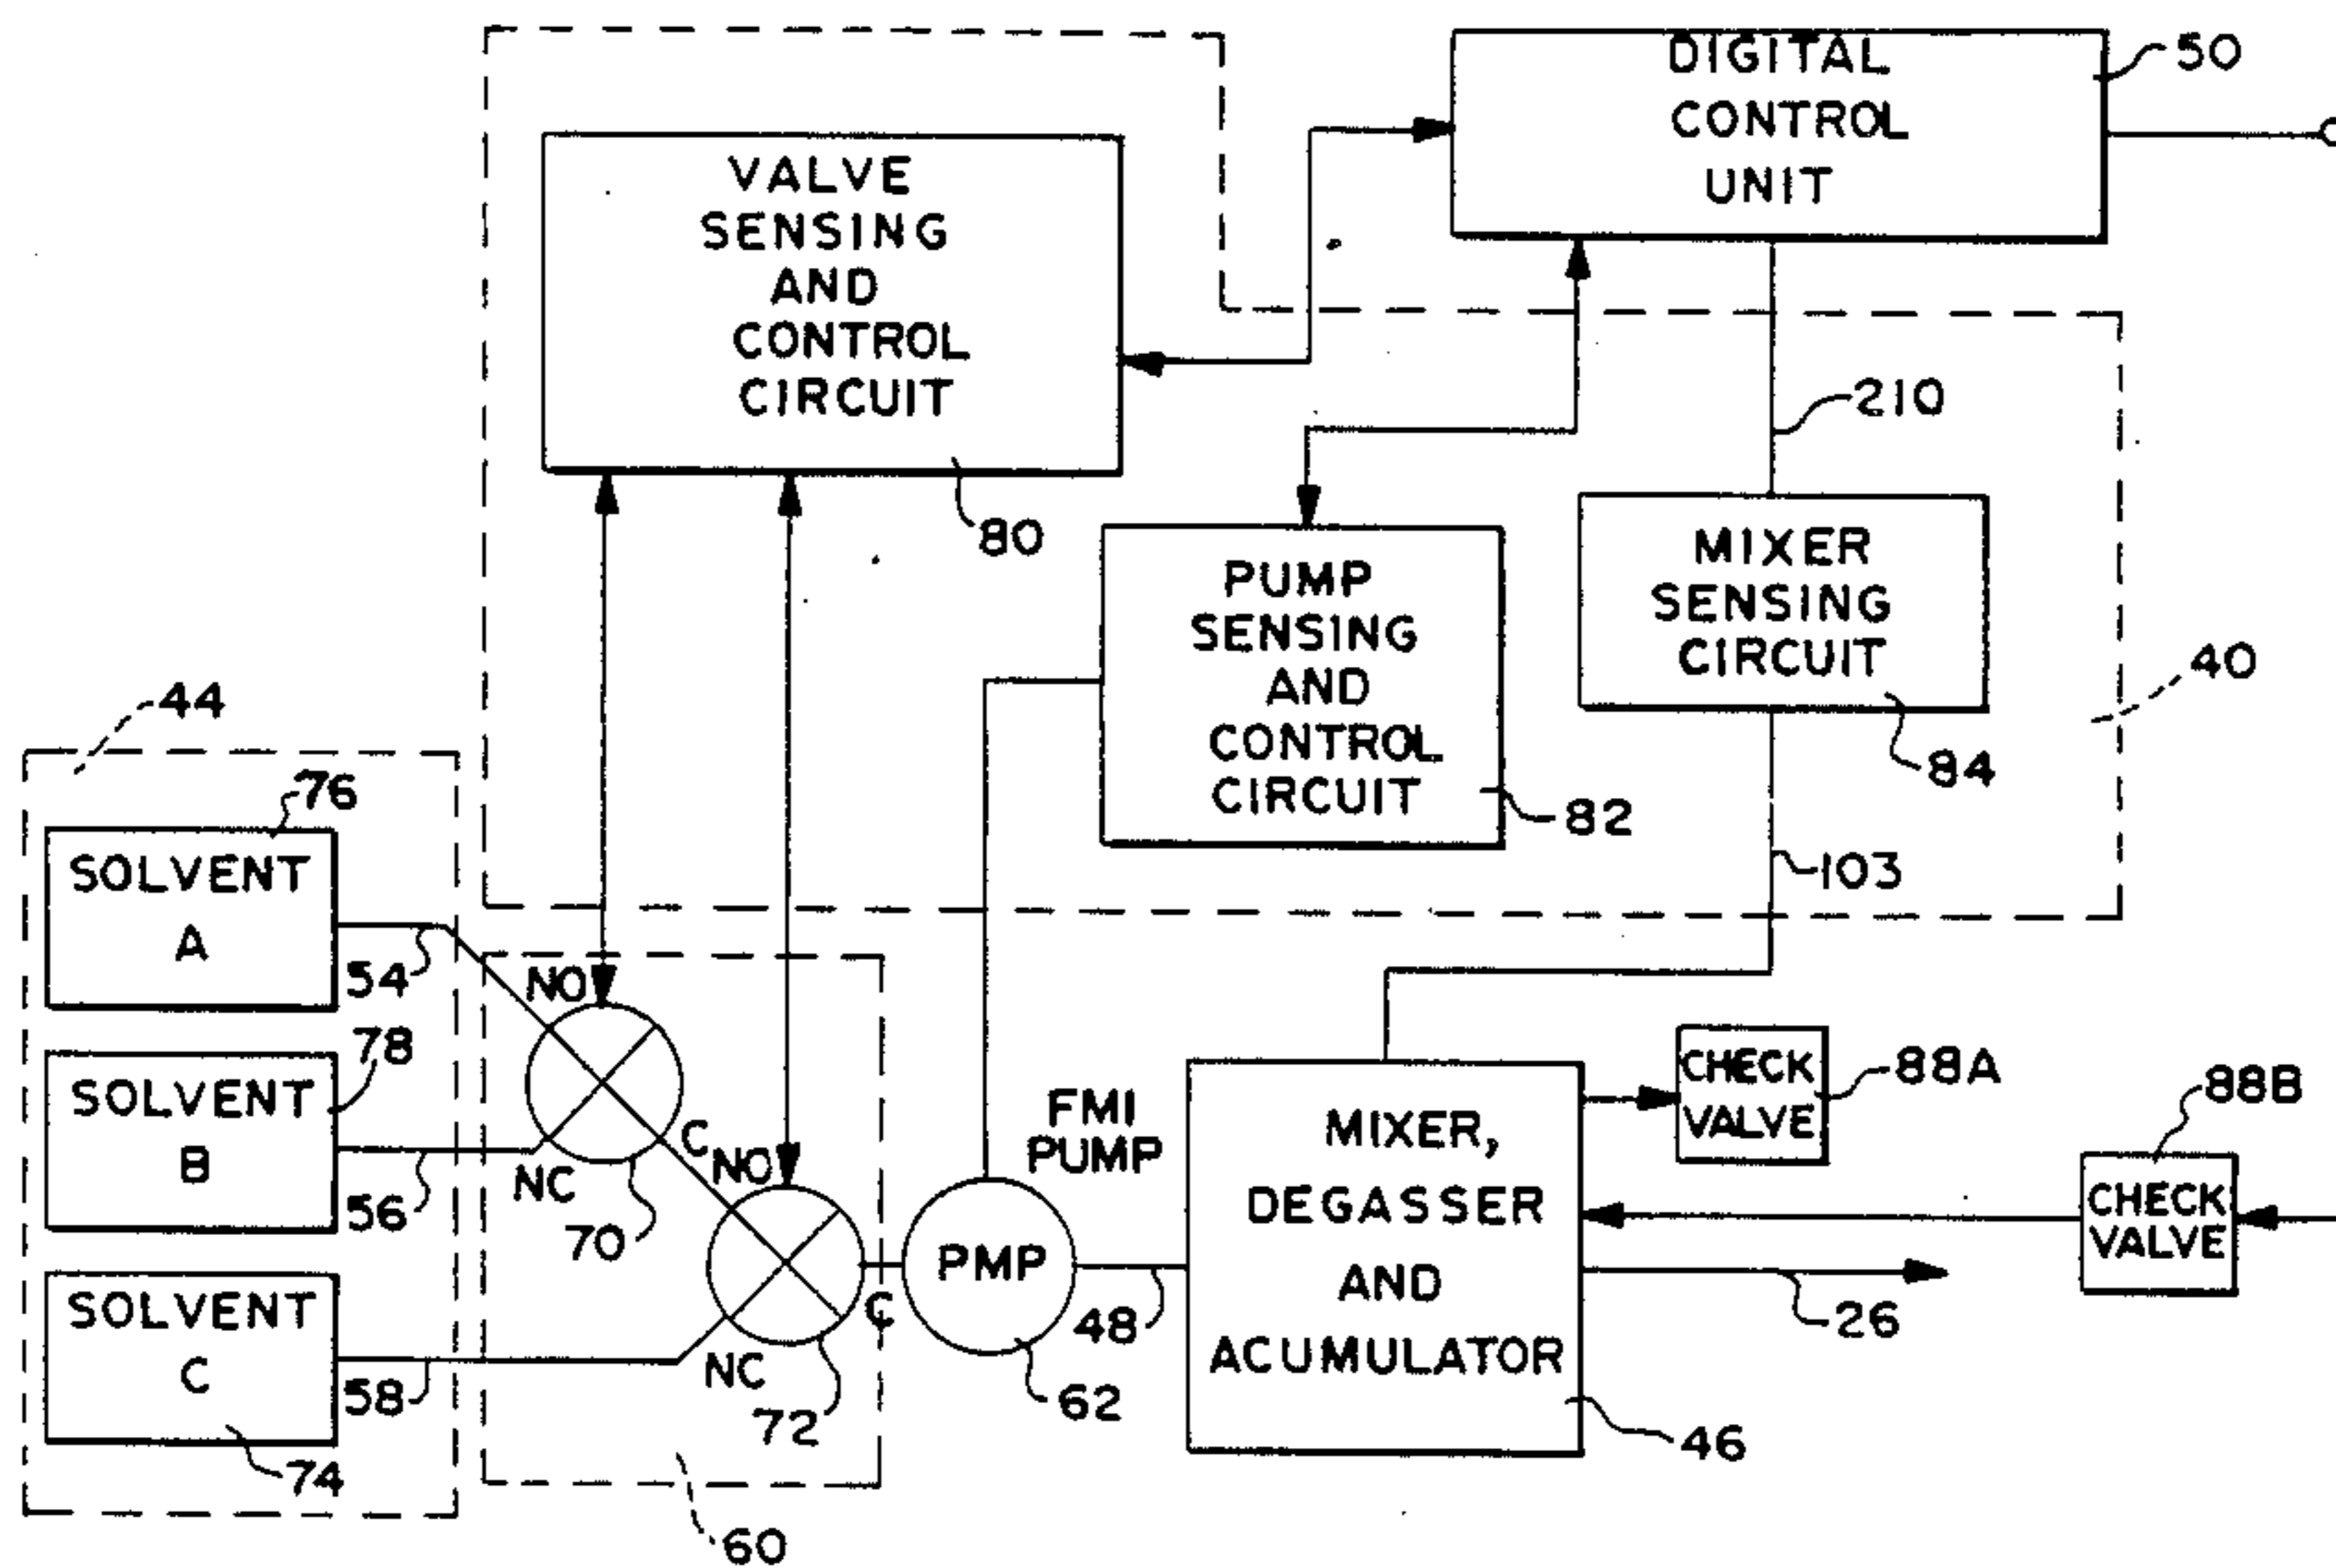 DIGITAL
CONTROL
UNIT
50
VALVE
SENSING
AND
CONTROL
CIRCUIT
80
210
PUMP
SENSING
AND
CONTROL
CIRCUIT
82
MIXER
SENSING
CIRCUIT
84
40
103
44
76
SOLVENT
A
54
78
SOLVENT
B
56
SOLVENT
C
58
74
NO
NC
C
70
NO
NC
C
72
60
PMP
62
FMI
PUMP
48
MIXER,
DEGASSER
AND
ACUMULATOR
46
CHECK
VALVE
88A
CHECK
VALVE
88B
26